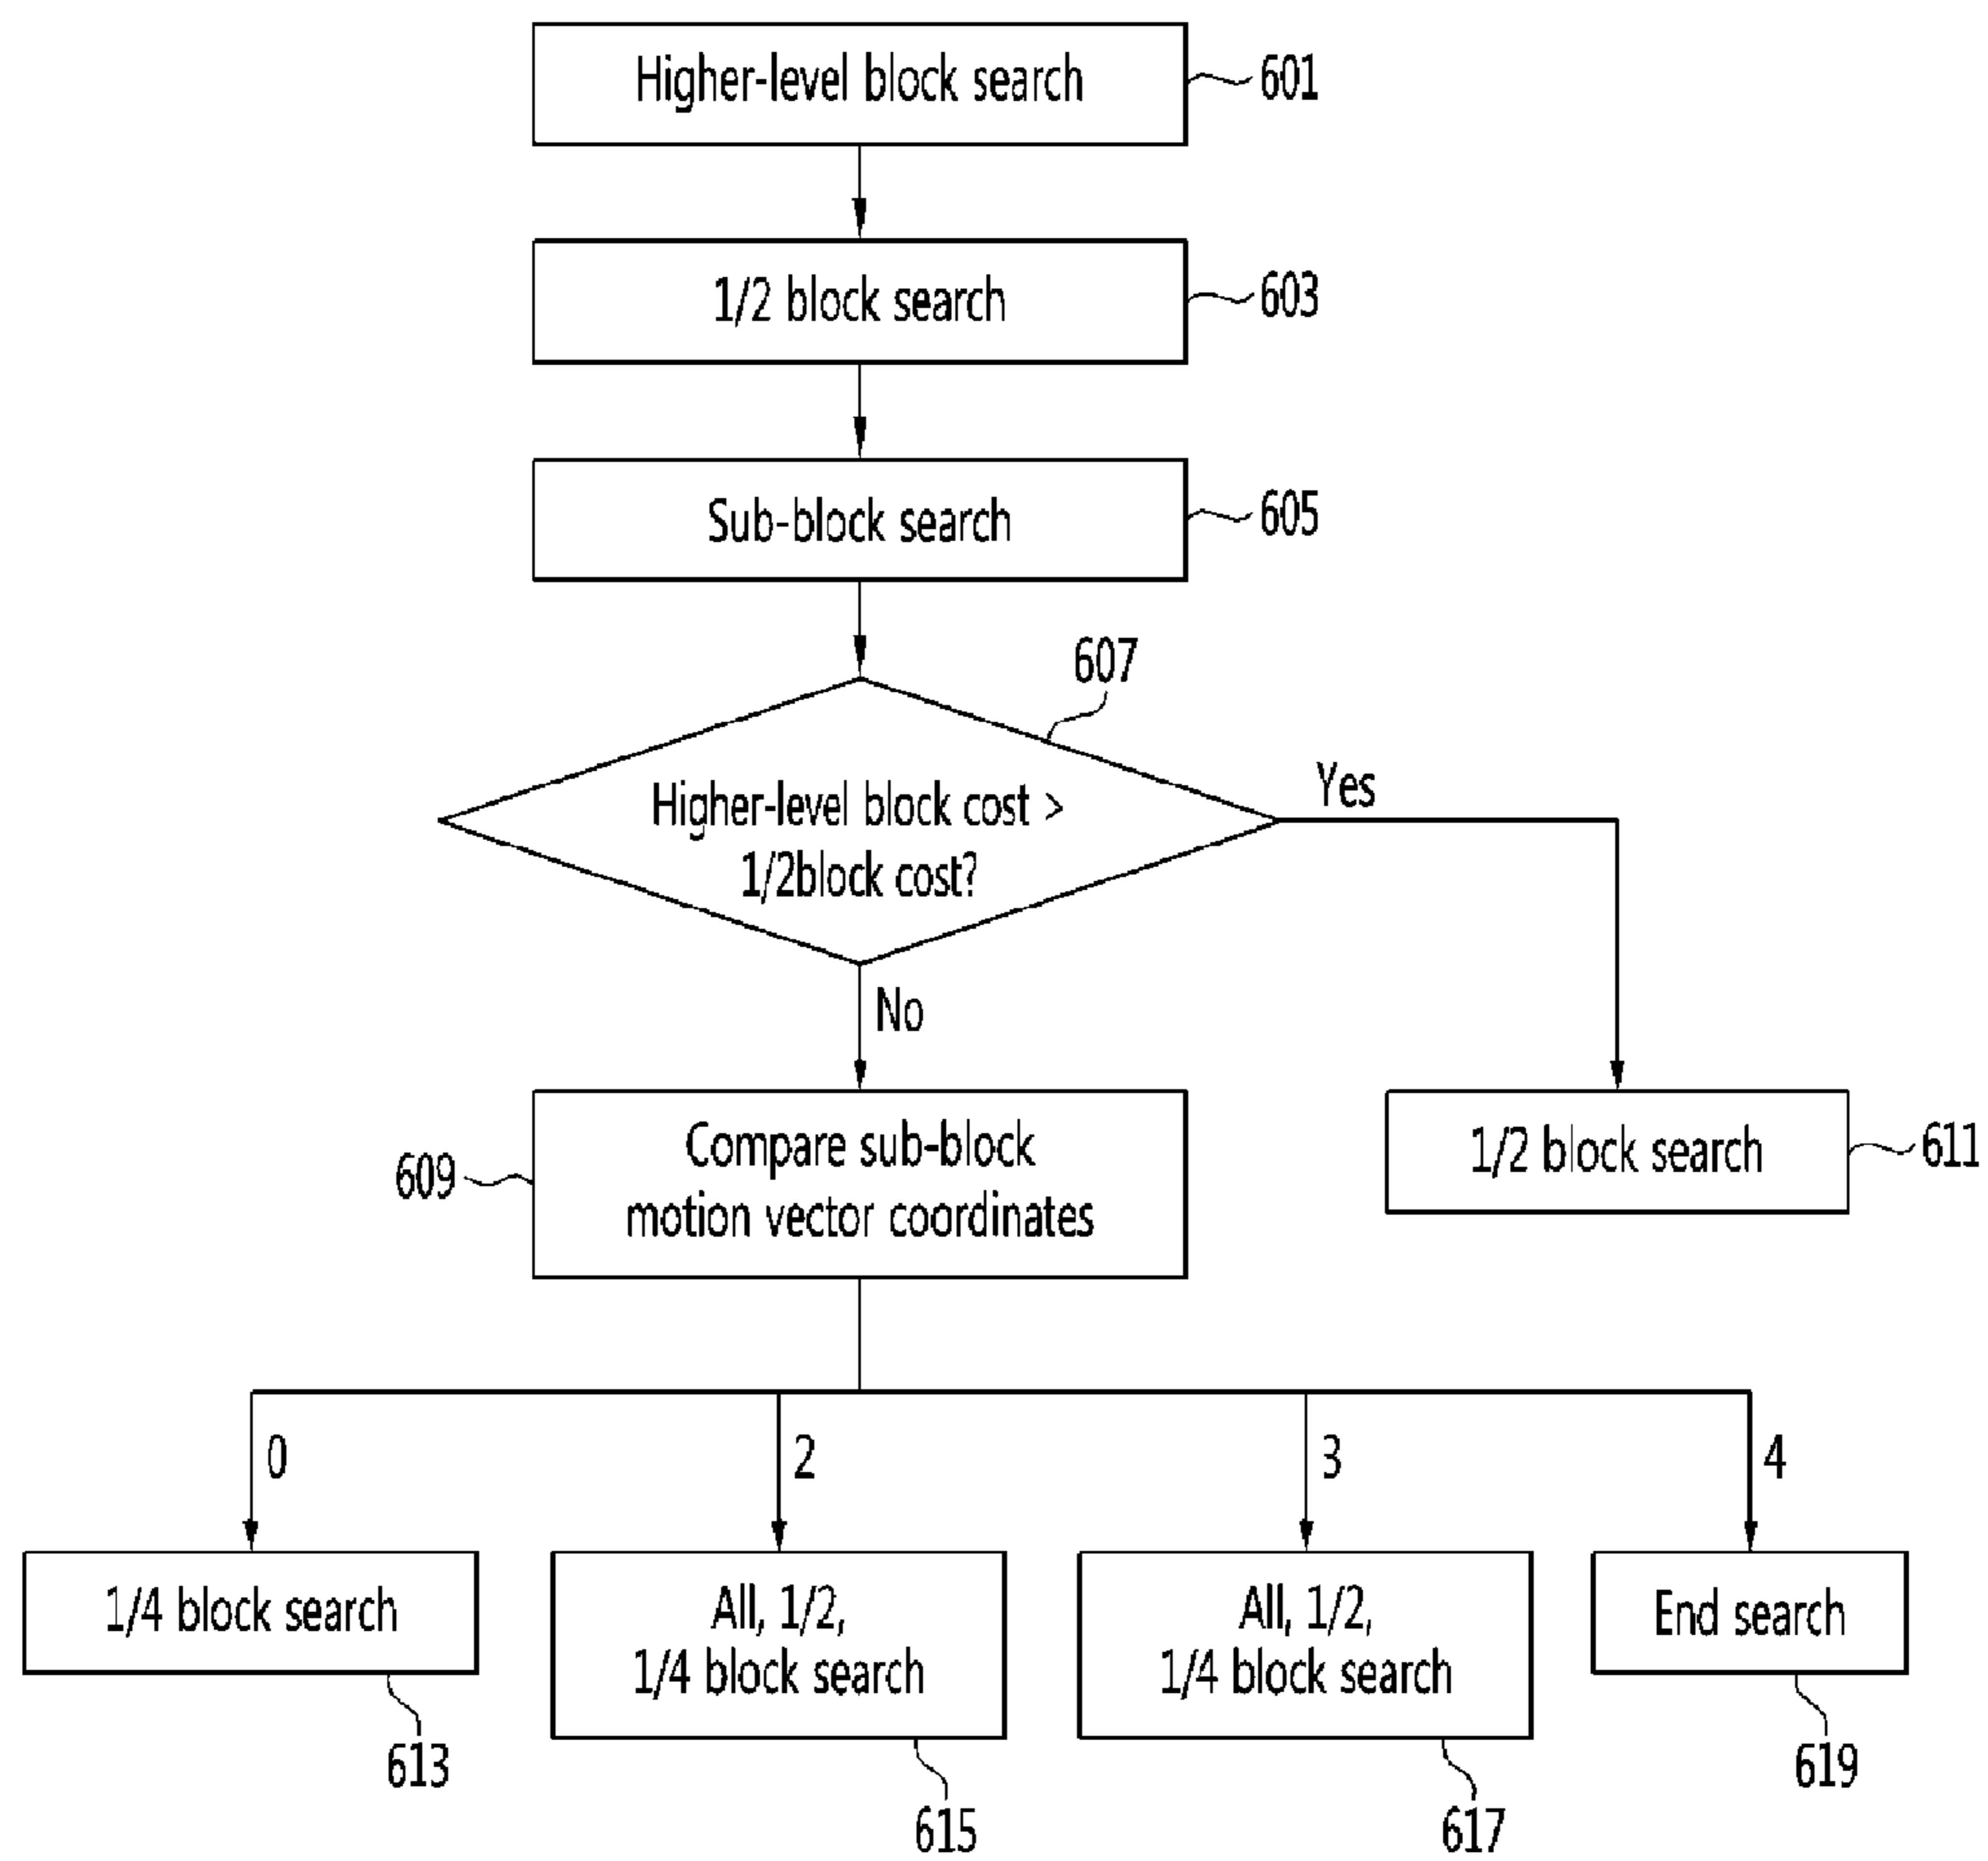 Higher-level block search
601
1/2 block search
603
Sub-block search
605
607
Higher-level block cost >
1/2block cost?
Yes
No
609
Compare sub-block
motion vector coordinates
1/2 block search
611
0
2
3
4
1/4 block search
613
All, 1/2,
1/4 block search
615
All, 1/2,
1/4 block search
617
End search
619